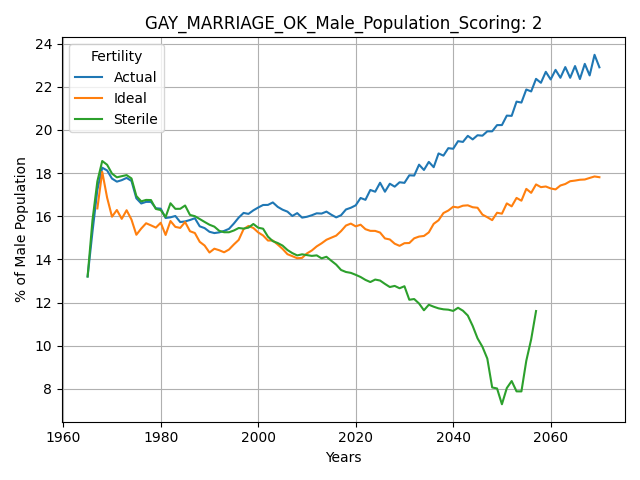 GAY_MARRIAGE_OK_Male_Population_Scoring: 2
Fertility
Actual
Ideal
Sterile
% of Male Population
24
22
20
18
16
14
12
10
8
1960
1980
2000
2020
2040
2060
Years